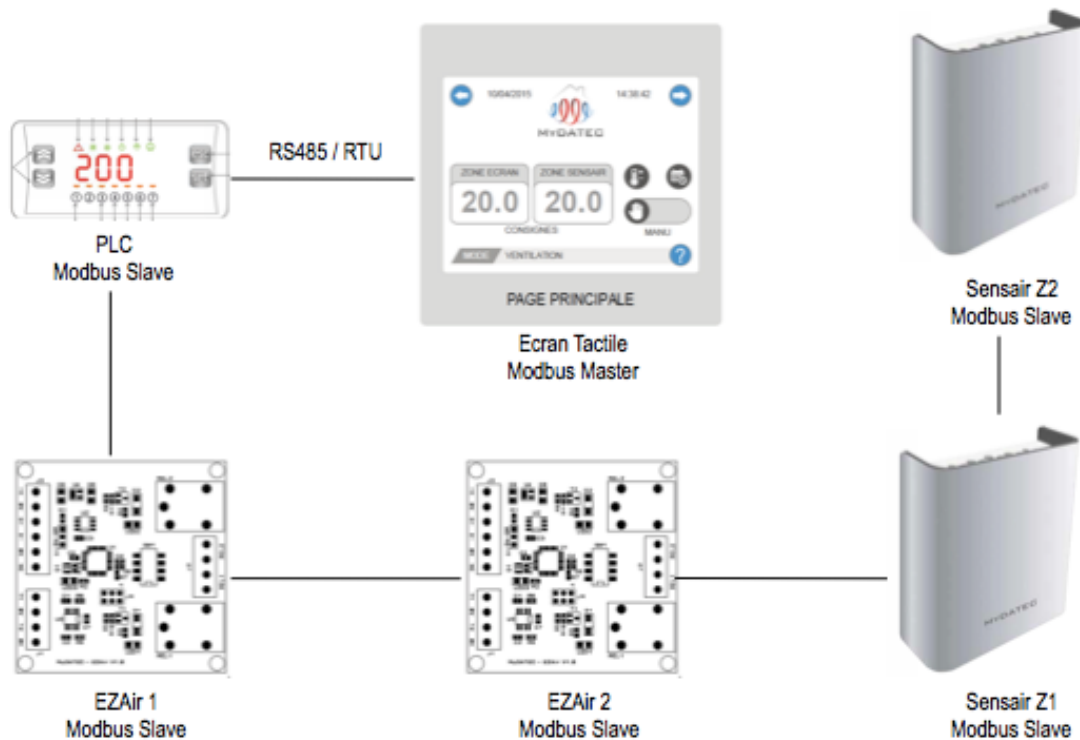 10/04/2015
14:38:42
MYDATEC
RS485 / RTU
200
ZONE ECRAN
ZONE SENSAIR
20.0
20.0
CONSIGNES
MANU
MODE
VENTILATION
?
PAGE PRINCIPALE
MYDATEC
PLC
Modbus Slave
Ecran Tactile
Modbus Master
Sensair Z2
Modbus Slave
MYDATEC
EZAir 1
Modbus Slave
EZAir 2
Modbus Slave
Sensair Z1
Modbus Slave